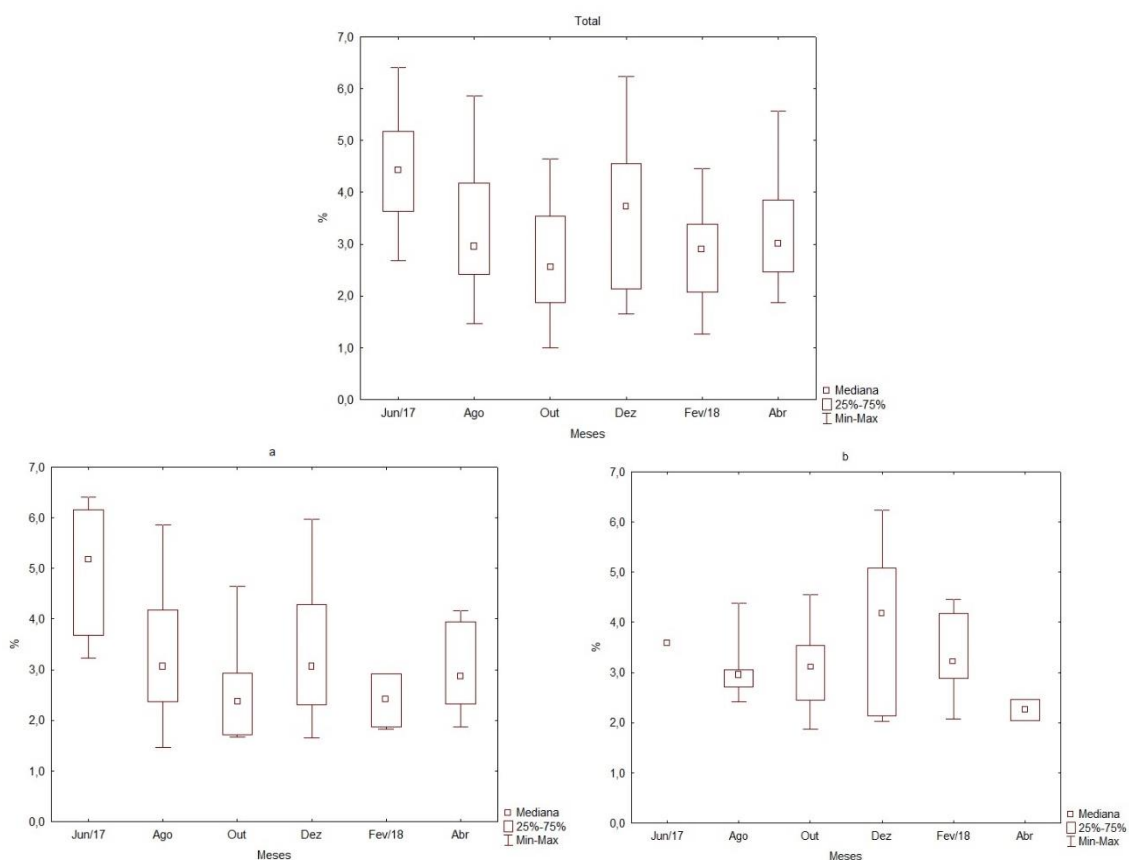 Total
7,0
6,0
5,0
4,0
3,0
2,0
1,0
0,0
%
Jun/17 Ago Out Dez Fev/18 Abr
Meses
Mediana
25%-75%
Min-Max
a
7,0
6,0
5,0
4,0
3,0
2,0
1,0
0,0
%
Jun/17 Ago Out Dez Fev/18 Abr
Meses
Mediana
25%-75%
Min-Max
b
7,0
6,0
5,0
4,0
3,0
2,0
1,0
0,0
%
Jun/17 Ago Out Dez Fev/18 Abr
Meses
Mediana
25%-75%
Min-Max